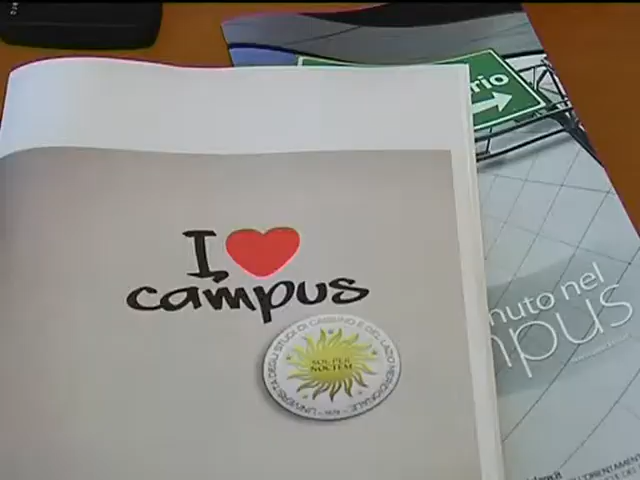 I
campus
UNIVERSITÀ DEGLI STUDI DI CASSINO E DEL LAZIO MERIDIONALE
SOL PER
NOCTEM
rio
nuto nel
mpus